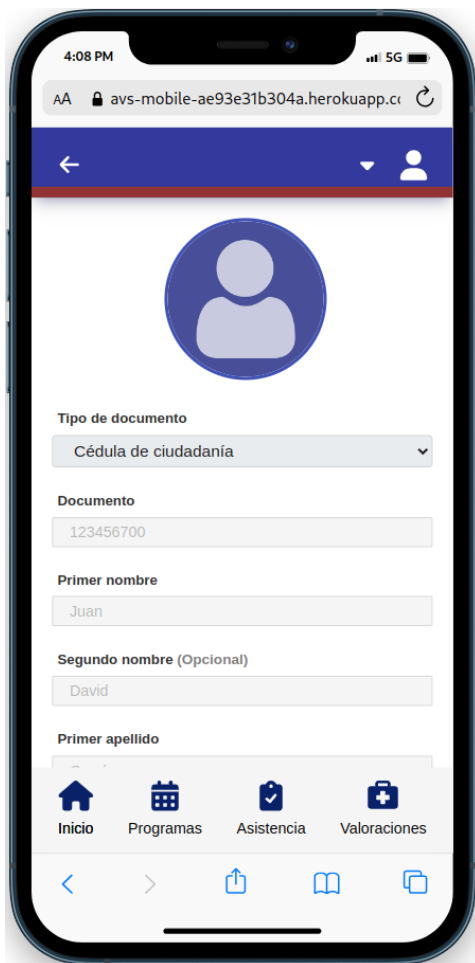 4:08 PM
5G
AA avs-mobile-ae93e31b304a.herokuapp.cc
Tipo de documento
Cédula de ciudadanía
Documento
123456700
Primer nombre
Juan
Segundo nombre (Opcional)
David
Primer apellido
Inicio Programas Asistencia Valoraciones